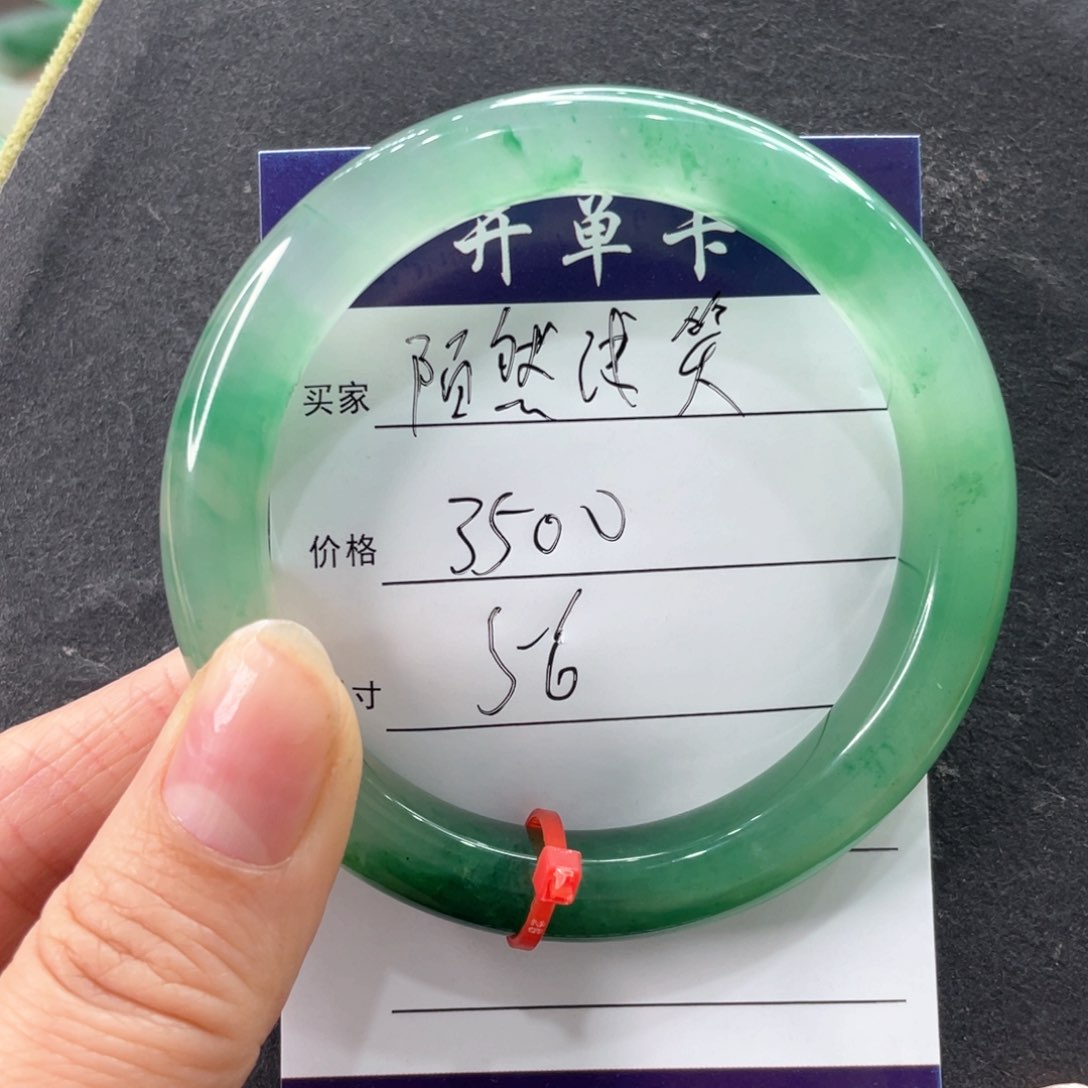 开单卡
买家 陌然浅笑
价格 3500
寸 56